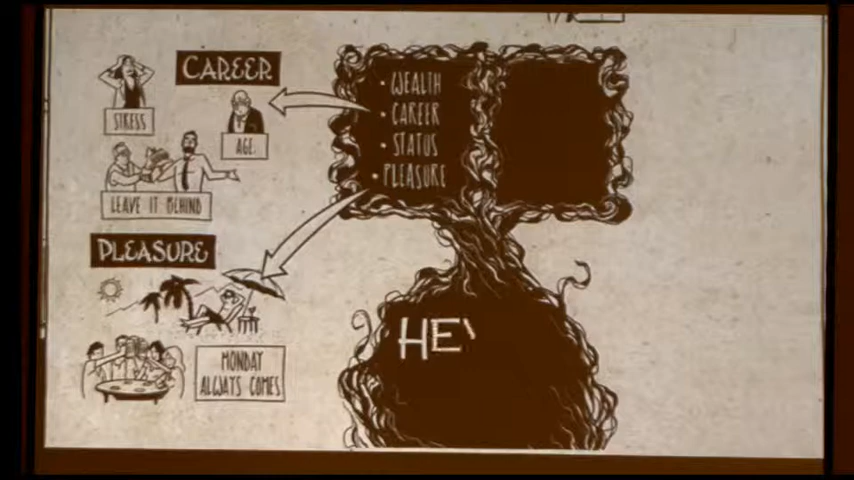 CAREER
STRESS
AGE
LEAVE IT BEHIND
PLEASURE
MONDAY
ALWAYS COMES
• WEALTH
• CAREER
• STATUS
• PLEASURE
HE